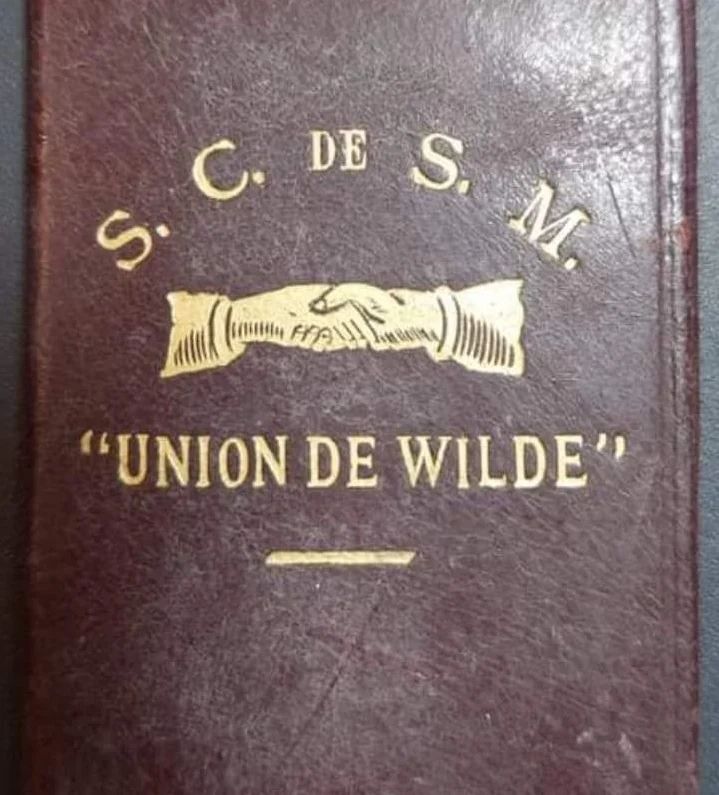 S. C. DE S. M.
“UNION DE WILDE”